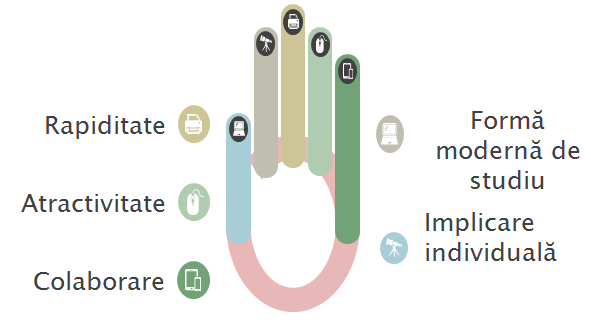 Rapiditate
Atractivitate
Colaborare
Formă
modernă de
studiu
Implicare
individuală